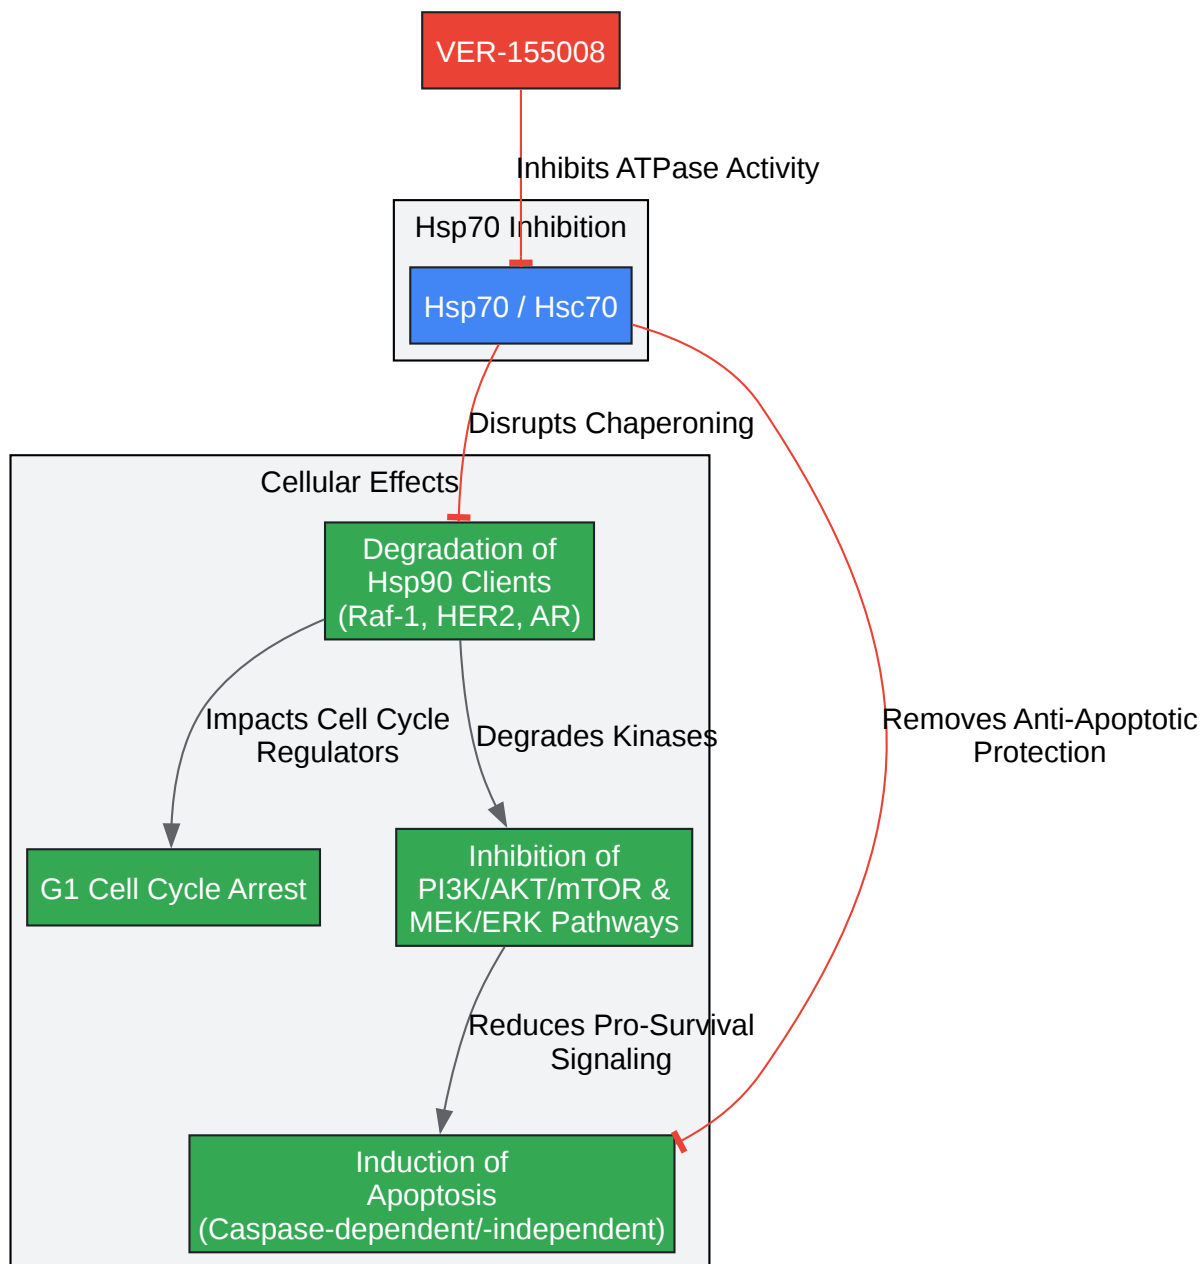 VER-155008
Inhibits ATPase Activity
Hsp70 Inhibition
Hsp70 / Hsc70
Disrupts Chaperoning
Cellular Effects
Degradation of
Hsp90 Clients
(Raf-1, HER2, AR)
Impacts Cell Cycle
Regulators
Degrades Kinases
Removes Anti-Apoptotic
Protection
G1 Cell Cycle Arrest
Inhibition of
PI3K/AKT/mTOR &
MEK/ERK Pathways
Reduces Pro-Survival
Signaling
Induction of
Apoptosis
(Caspase-dependent/-independent)